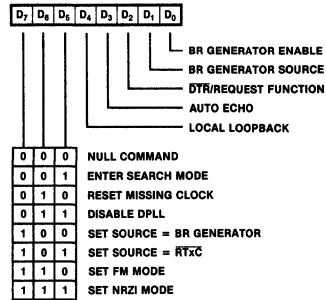 D7 D6 D5 D4 D3 D2 D1 D0
BR GENERATOR ENABLE
BR GENERATOR SOURCE
D̅T̅R̅/REQUEST FUNCTION
AUTO ECHO
LOCAL LOOPBACK
0 0 0 NULL COMMAND
0 0 1 ENTER SEARCH MODE
0 1 0 RESET MISSING CLOCK
0 1 1 DISABLE DPLL
1 0 0 SET SOURCE = BR GENERATOR
1 0 1 SET SOURCE = R̅T̅x̅C̅
1 1 0 SET FM MODE
1 1 1 SET NRZI MODE